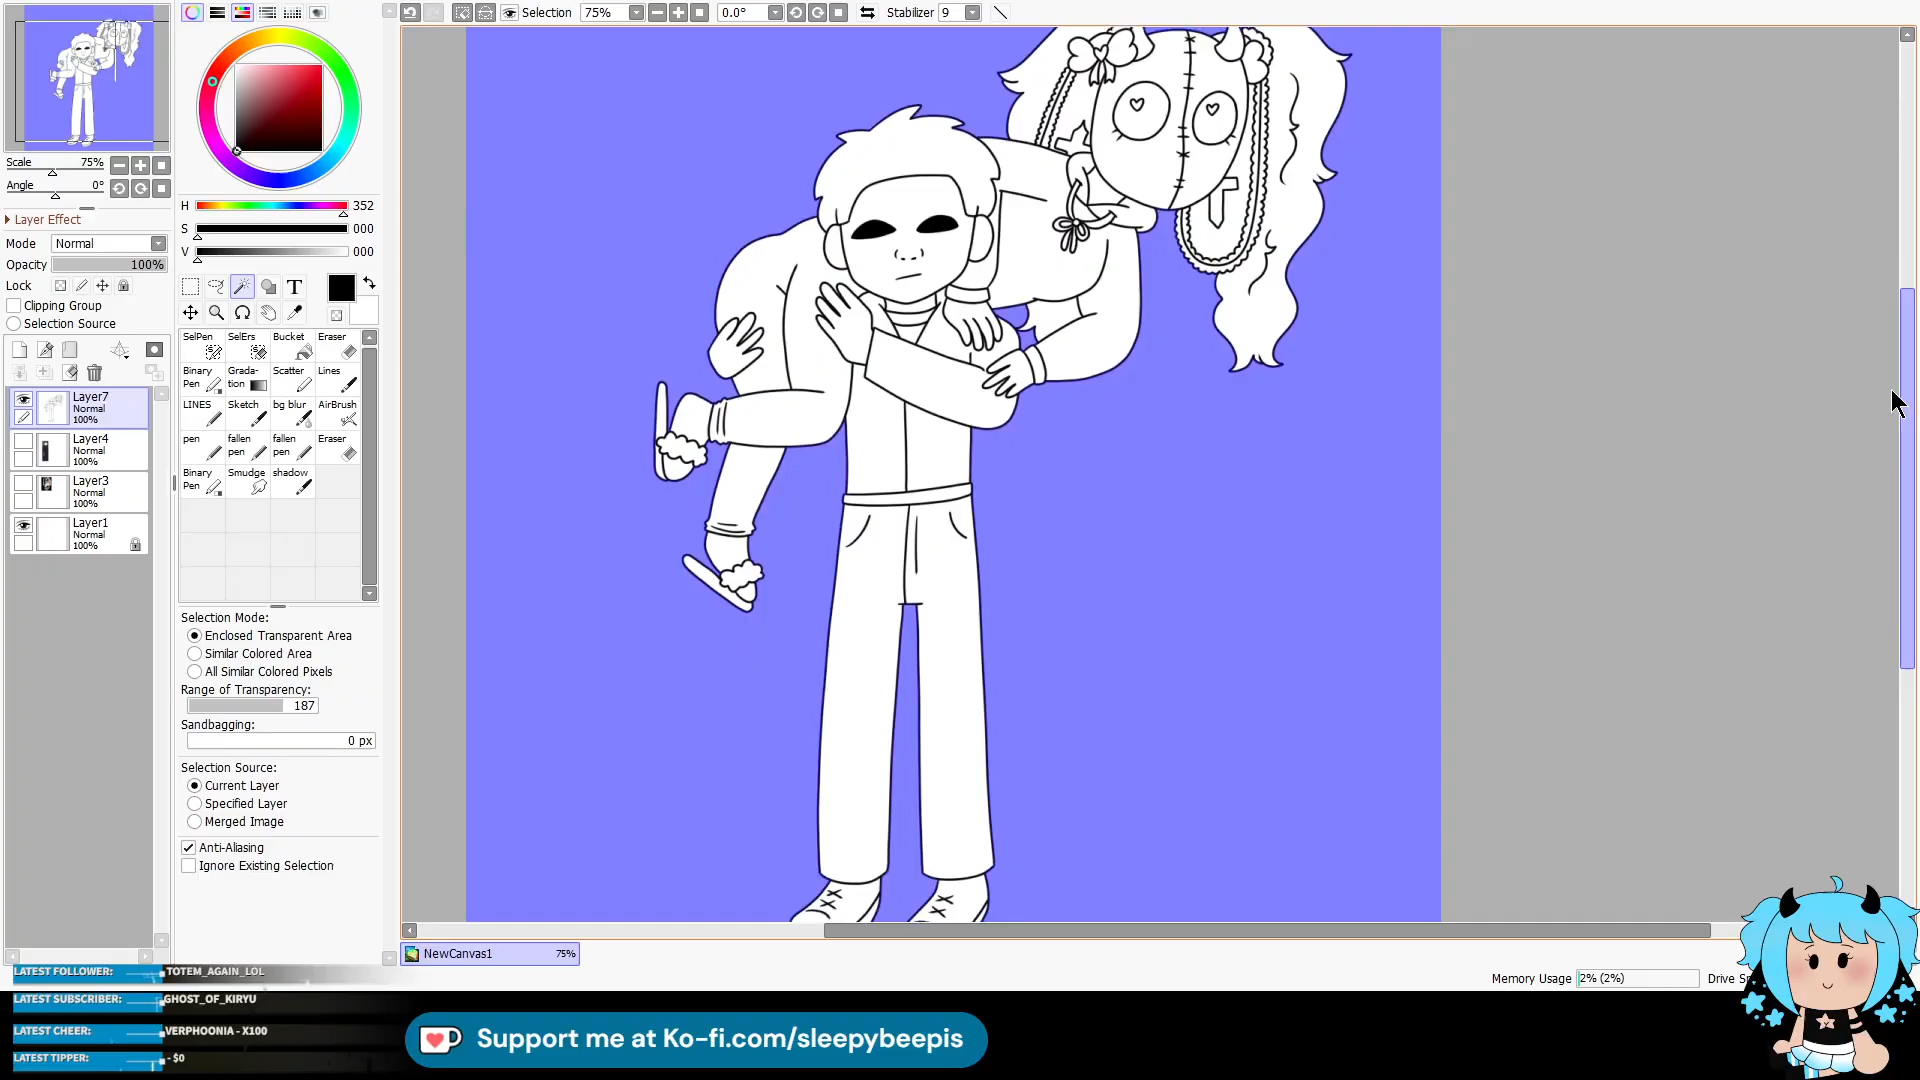 Selection 75% 0.0° Stabilizer 9
Scale 75%
Angle 0°
Layer Effect
Mode Normal
Opacity 100%
Lock
Clipping Group
Selection Source
Layer7
Normal
100%
Layer4
Normal
100%
Layer3
Normal
100%
Layer1
Normal
100%
H 352
S 000
V 000
T
SelPen SelErs Bucket Eraser
Binary Pen Grada-tion Scatter Lines
LINES Sketch bg blur AirBrush
pen fallen pen fallen pen Eraser
Binary Pen Smudge shadow
Selection Mode:
Enclosed Transparent Area
Similar Colored Area
All Similar Colored Pixels
Range of Transparency:
187
Sandbagging:
0 px
Selection Source:
Current Layer
Specified Layer
Merged Image
Anti-Aliasing
Ignore Existing Selection
NewCanvas1 75%
Memory Usage 2% (2%)
LATEST FOLLOWER: TOTEM_AGAIN_LOL
LATEST SUBSCRIBER: GHOST_OF_KIRYU
LATEST CHEER: VERPHOONIA - X100
LATEST TIPPER: - $0
Support me at Ko-fi.com/sleepybeepis